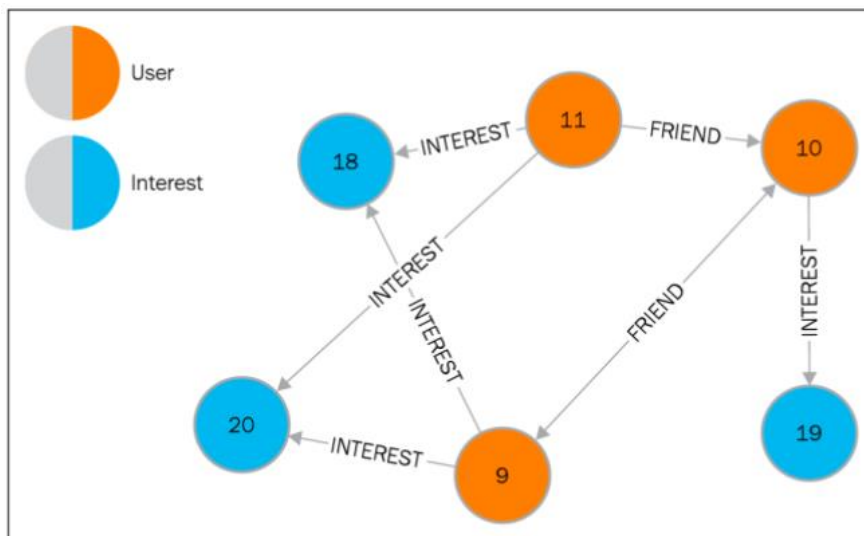 User
Interest
11
18
INTEREST
FRIEND
10
INTEREST
INTEREST
FRIEND
INTEREST
20
INTEREST
9
19